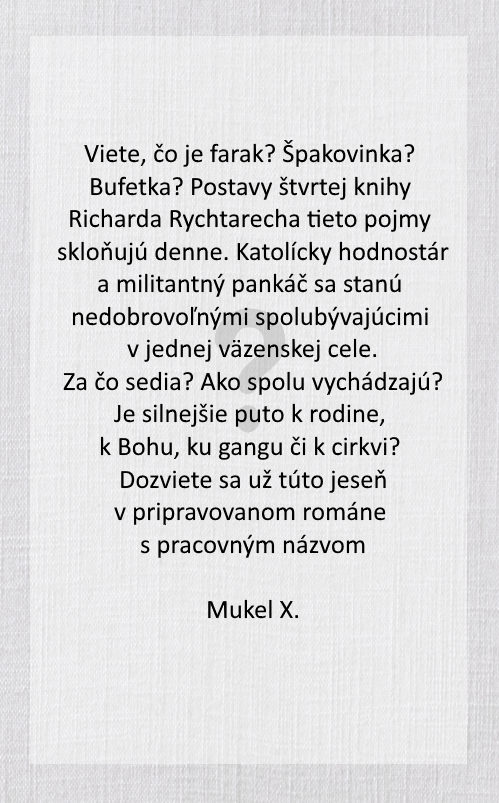 Viete, čo je farak? Špakovinka?
Bufetka? Postavy štvrtej knihy
Richarda Rychtarecha tieto pojmy
skloňujú denne. Katolícky hodnostár
a militantný pankáč sa stanú
nedobrovoľnými spolubývajúcimi
v jednej väzenskej cele.
Za čo sedia? Ako spolu vychádzajú?
Je silnejšie puto k rodine,
k Bohu, ku gangu či k cirkvi?
Dozviete sa už túto jeseň
v pripravovanom románe
s pracovným názvom
Mukel X.